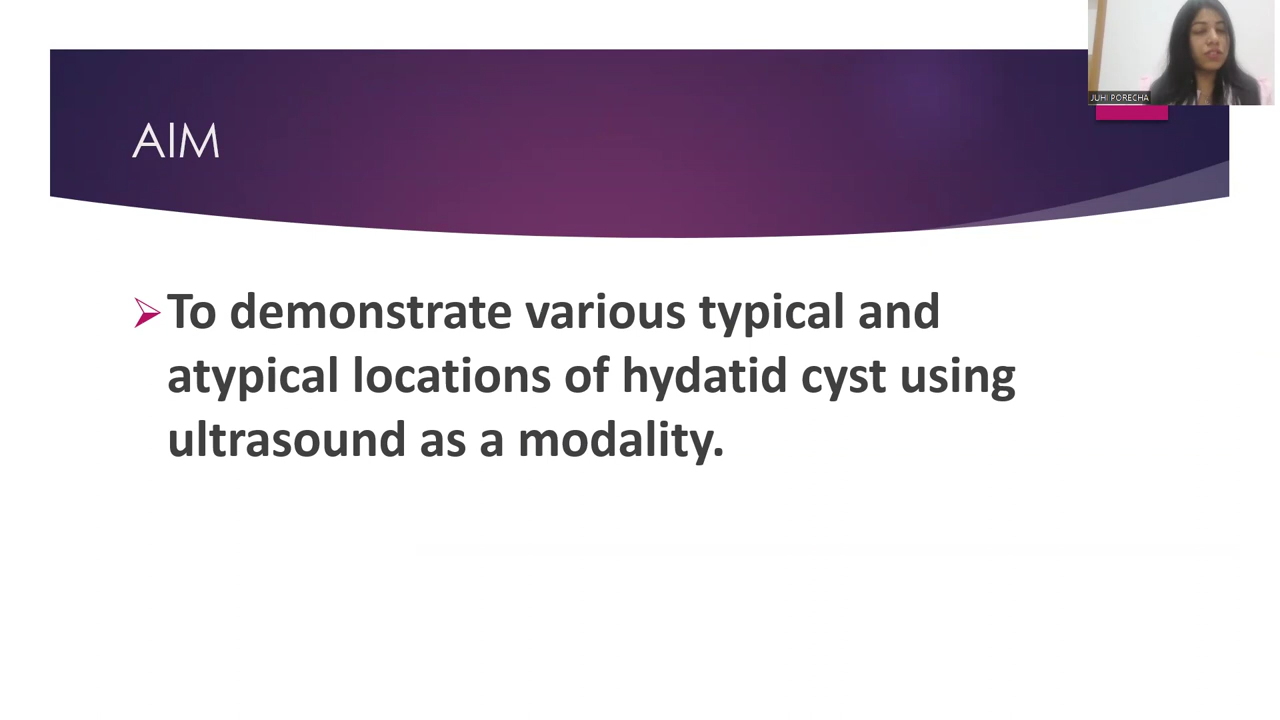 JUHI PORECHA
AIM
To demonstrate various typical and
atypical locations of hydatid cyst using
ultrasound as a modality.